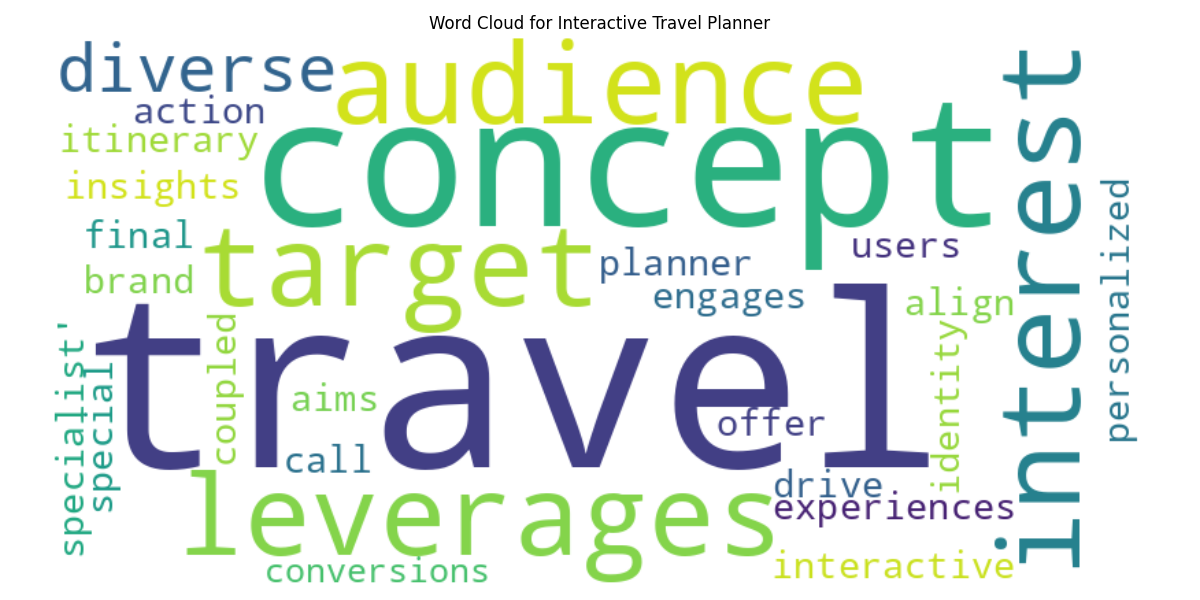 Word Cloud for Interactive Travel Planner
diverse
audience
action
concept
interest
itinerary
insights
personalized
final
target
users
planner
brand
engages
align
travel
specialist'
special
coupled
identity
aims
offer
call
leverages
drive
experiences
conversions
interactive